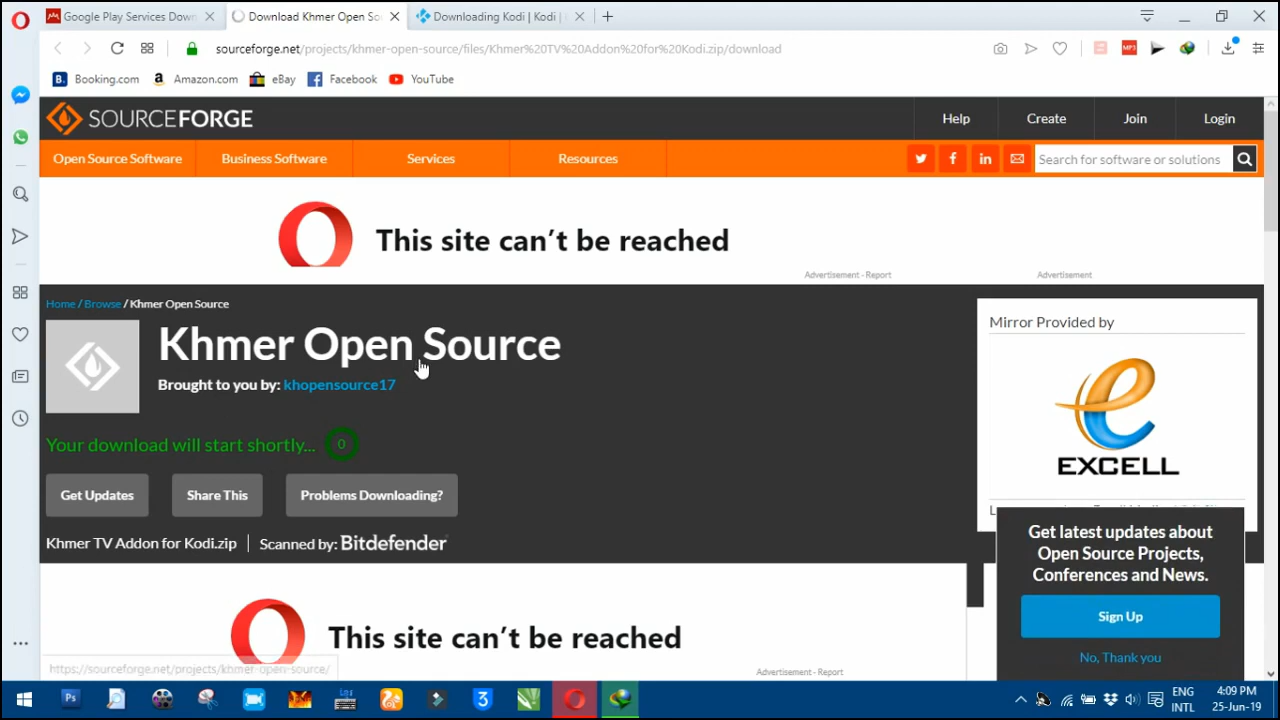 Google Play Services Down
Download Khmer Open So
Downloading Kodi | Kodi |
sourceforge.net/projects/khmer-open-source/files/Khmer%20TV%20Addon%20for%20Kodi.zip/download
MP3
B. Booking.com
a Amazon.com
eBay
Facebook
YouTube
SOURCEFORGE
Help
Create
Join
Login
Open Source Software
Business Software
Services
Resources
Search for software or solutions
This site can't be reached
Advertisement - Report
Advertisement
Home / Browse / Khmer Open Source
Mirror Provided by
Khmer Open Source
Brought to you by: khopensource17
EXCELL
Your download will start shortly... 0
Get Updates
Share This
Problems Downloading?
Khmer TV Addon for Kodi.zip | Scanned by: Bitdefender
Get latest updates about
Open Source Projects,
Conferences and News.
Sign Up
No, Thank you
This site can't be reached
https://sourceforge.net/projects/khmer-open-source/
Advertisement - Report
Ps
3
ENG
INTL
4:09 PM
25-Jun-19